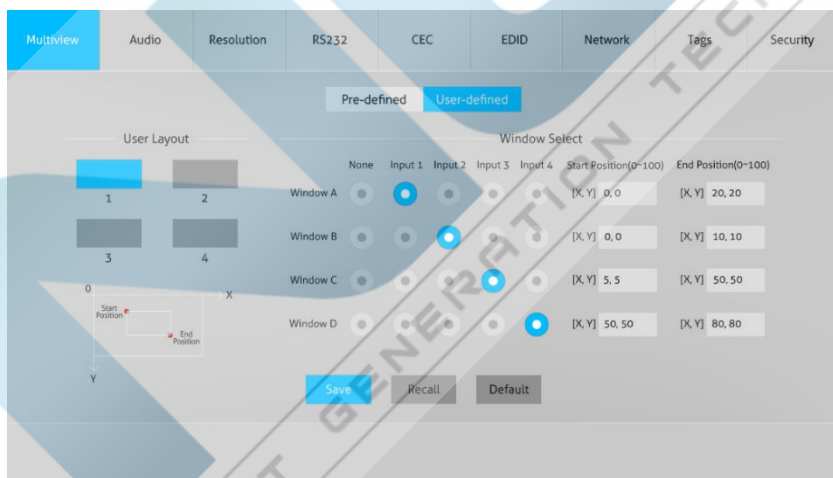 Multiview Audio Resolution RS232 CEC EDID Network Tags Security
Pre-defined User-defined
User Layout
Window Select
None Input 1 Input 2 Input 3 Input 4 Start Position(0~100) End Position(0~100)
1 2
Window A [X, Y] 0, 0 [X, Y] 20, 20
Window B [X, Y] 0, 0 [X, Y] 10, 10
3 4
Window C [X, Y] 5, 5 [X, Y] 50, 50
0 X
Start
Position
End
Position
Y
Window D [X, Y] 50, 50 [X, Y] 80, 80
Save Recall Default
GENERATION